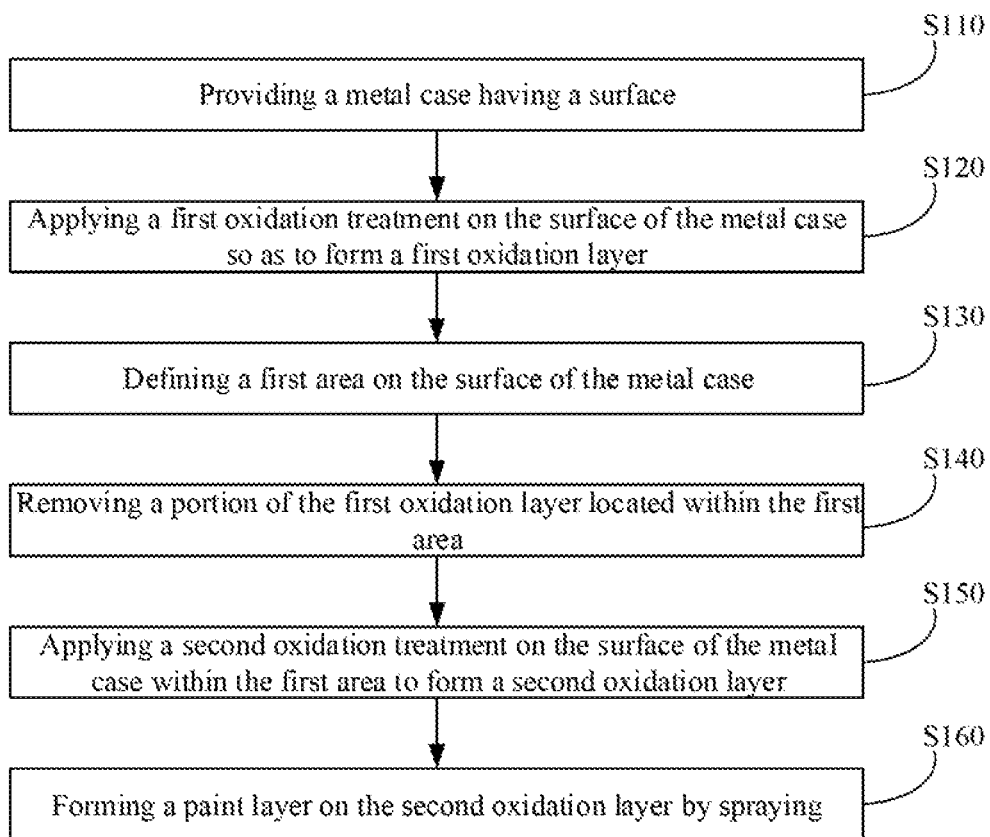 S110
Providing a metal case having a surface
S120
Applying a first oxidation treatment on the surface of the metal case
so as to form a first oxidation layer
S130
Defining a first area on the surface of the metal case
S140
Removing a portion of the first oxidation layer located within the first
area
S150
Applying a second oxidation treatment on the surface of the metal
case within the first area to form a second oxidation layer
S160
Forming a paint layer on the second oxidation layer by spraying